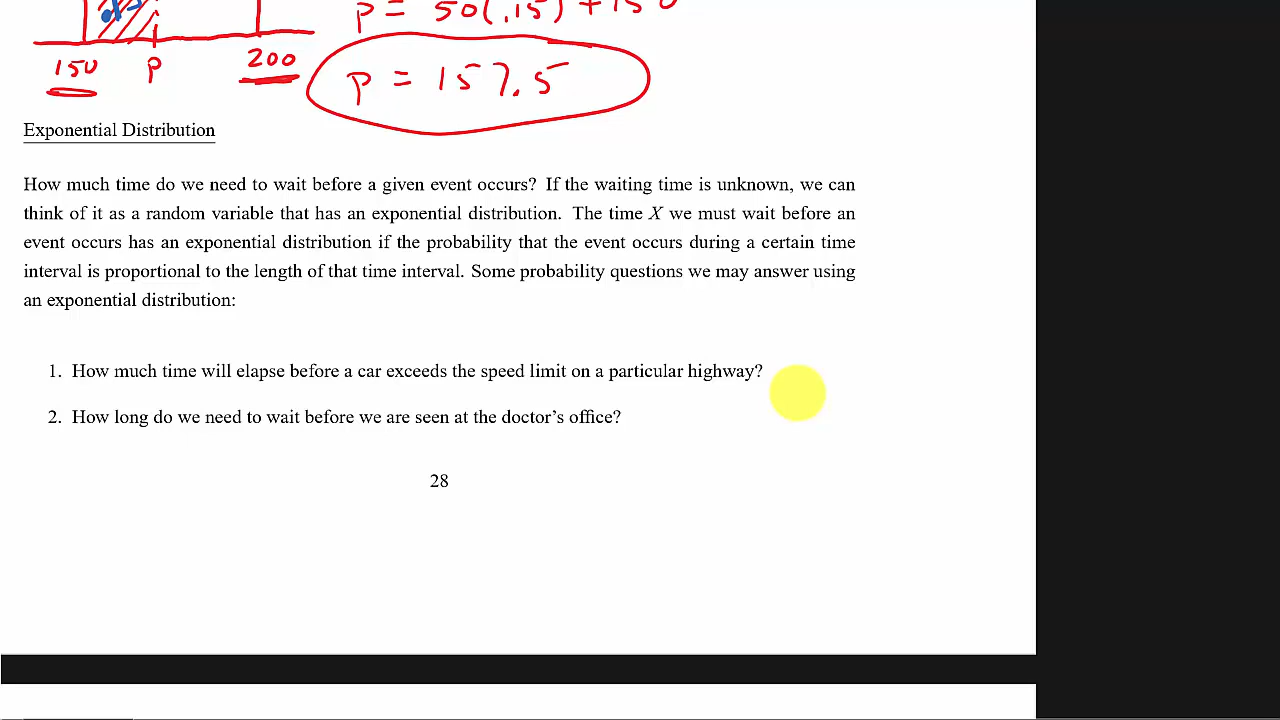 p = 50(.15) + 150
150 p 200
p = 157.5
Exponential Distribution
How much time do we need to wait before a given event occurs? If the waiting time is unknown, we can
think of it as a random variable that has an exponential distribution. The time X we must wait before an
event occurs has an exponential distribution if the probability that the event occurs during a certain time
interval is proportional to the length of that time interval. Some probability questions we may answer using
an exponential distribution:
1. How much time will elapse before a car exceeds the speed limit on a particular highway?
2. How long do we need to wait before we are seen at the doctor's office?
28